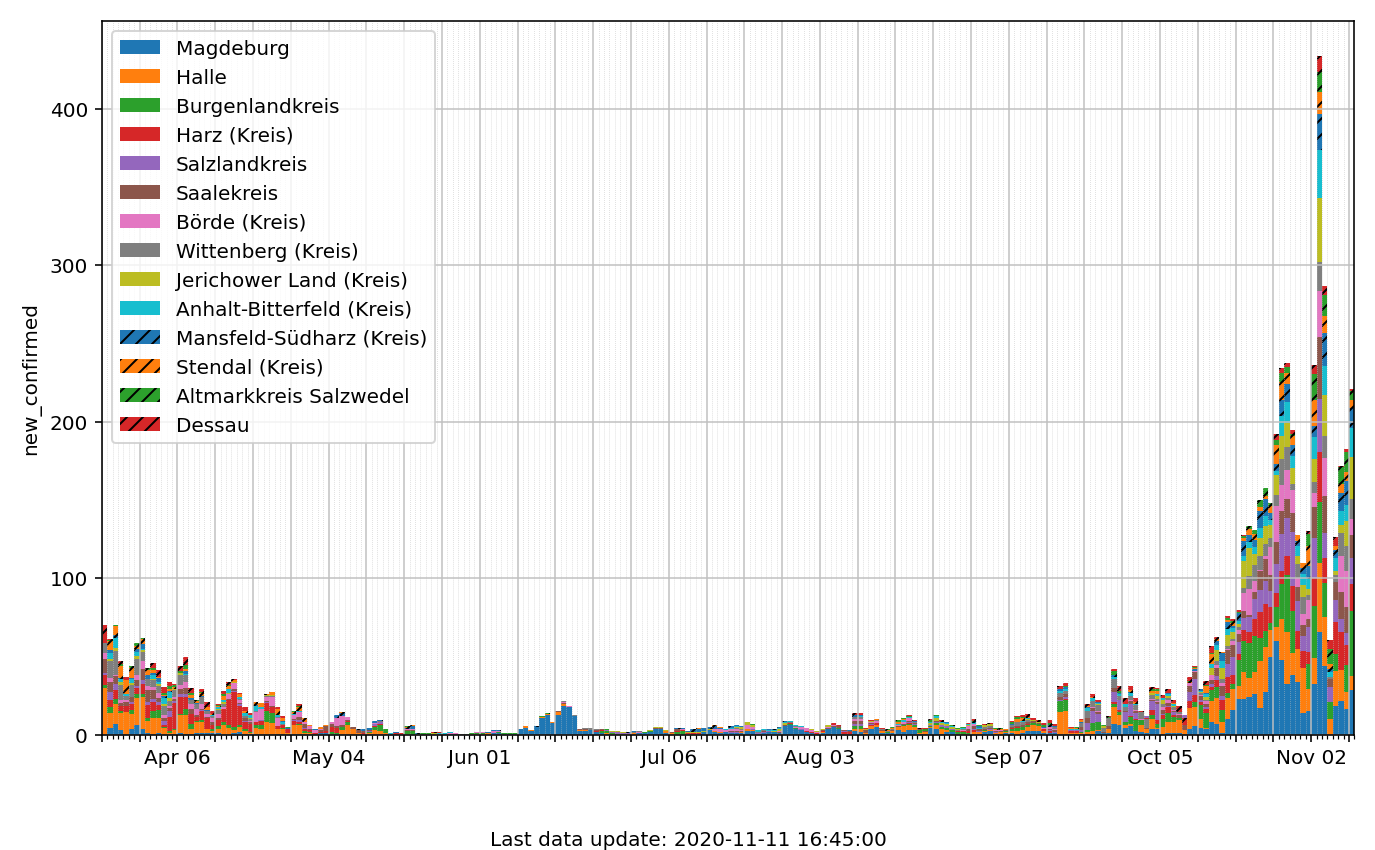 Magdeburg
Halle
Burgenlandkreis
Harz (Kreis)
Salzlandkreis
Saalekreis
Börde (Kreis)
Wittenberg (Kreis)
Jerichower Land (Kreis)
Anhalt-Bitterfeld (Kreis)
Mansfeld-Südharz (Kreis)
Stendal (Kreis)
Altmarkkreis Salzwedel
Dessau
new_confirmed
400
300
200
100
0
Apr 06 May 04 Jun 01 Jul 06 Aug 03 Sep 07 Oct 05 Nov 02
Last data update: 2020-11-11 16:45:00